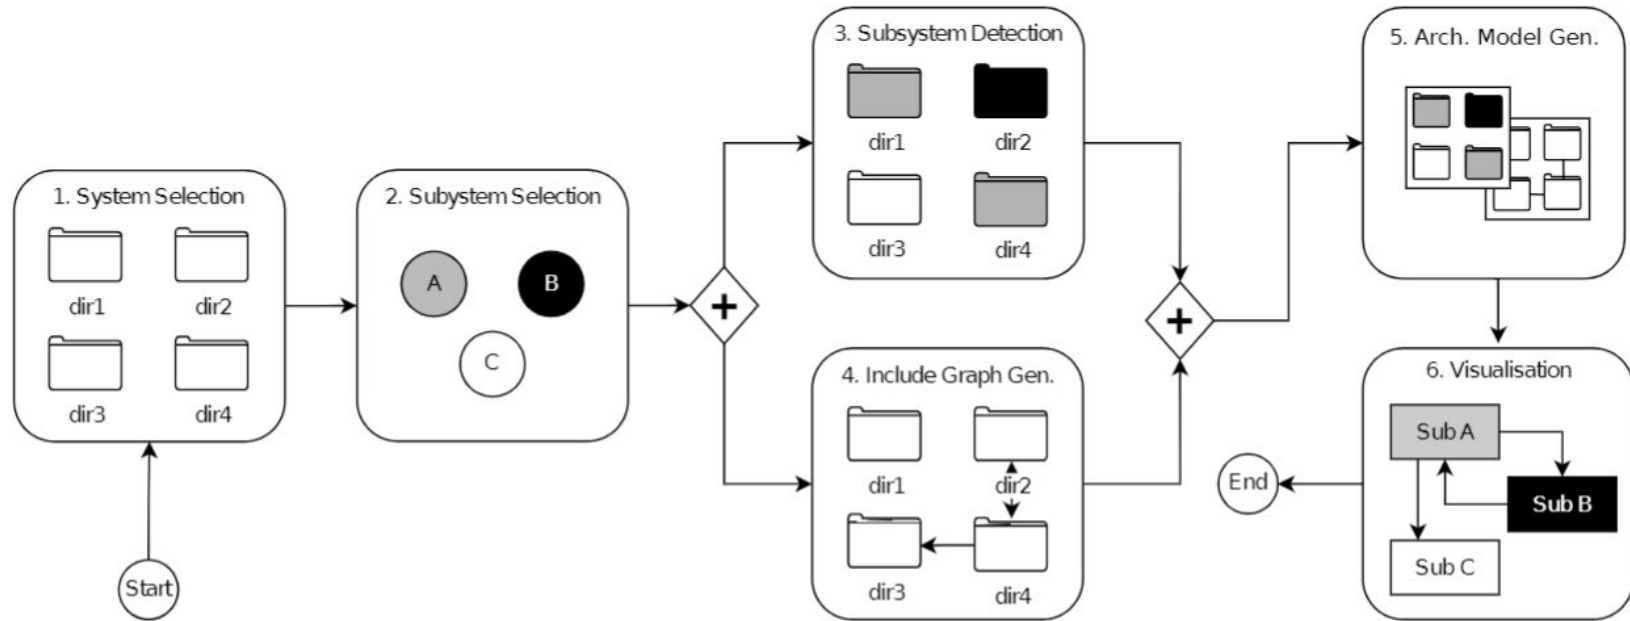 1. System Selection
dir1
dir2
dir3
dir4
Start
2. Subystem Selection
A
B
C
+
3. Subsystem Detection
dir1
dir2
dir3
dir4
4. Include Graph Gen.
dir1
dir2
dir3
dir4
+
5. Arch. Model Gen.
6. Visualisation
Sub A
Sub B
Sub C
End